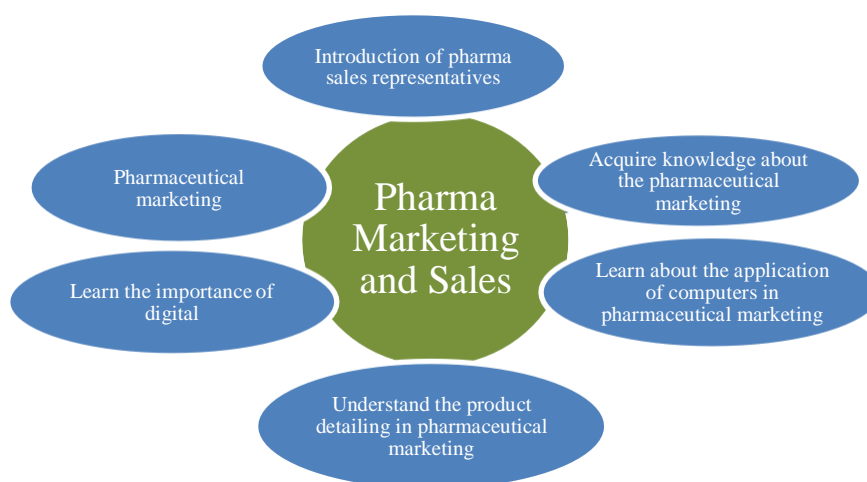 Introduction of pharma
sales representatives
Pharmaceutical
marketing
Acquire knowledge about
the pharmaceutical
marketing
Pharma
Marketing
and Sales
Learn the importance of
digital
Learn about the application
of computers in
pharmaceutical marketing
Understand the product
detailing in pharmaceutical
marketing